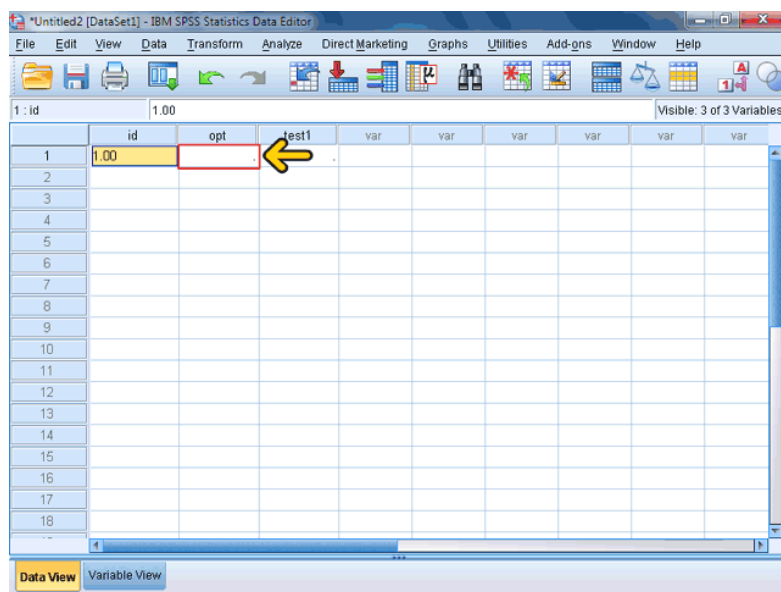 *Untitled2 [DataSet1] - IBM SPSS Statistics Data Editor
File Edit View Data Transform Analyze Direct Marketing Graphs Utilities Add-ons Window Help
1 : id 1.00 Visible: 3 of 3 Variables
id opt test1 var var var var var var
1 1.00 . .
2
3
4
5
6
7
8
9
10
11
12
13
14
15
16
17
18
Data View Variable View